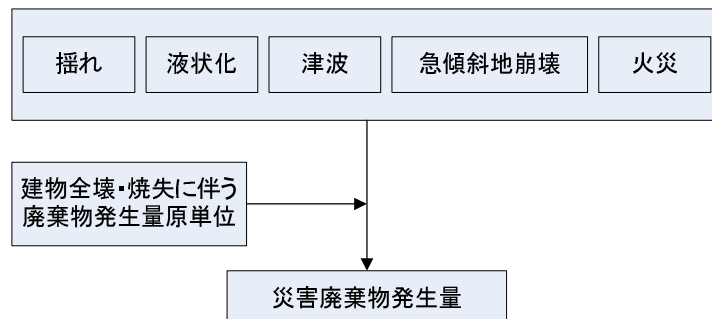 揺れ
液状化
津波
急傾斜地崩壊
火災
建物全壊・焼失に伴う
廃棄物発生量原単位
災害廃棄物発生量